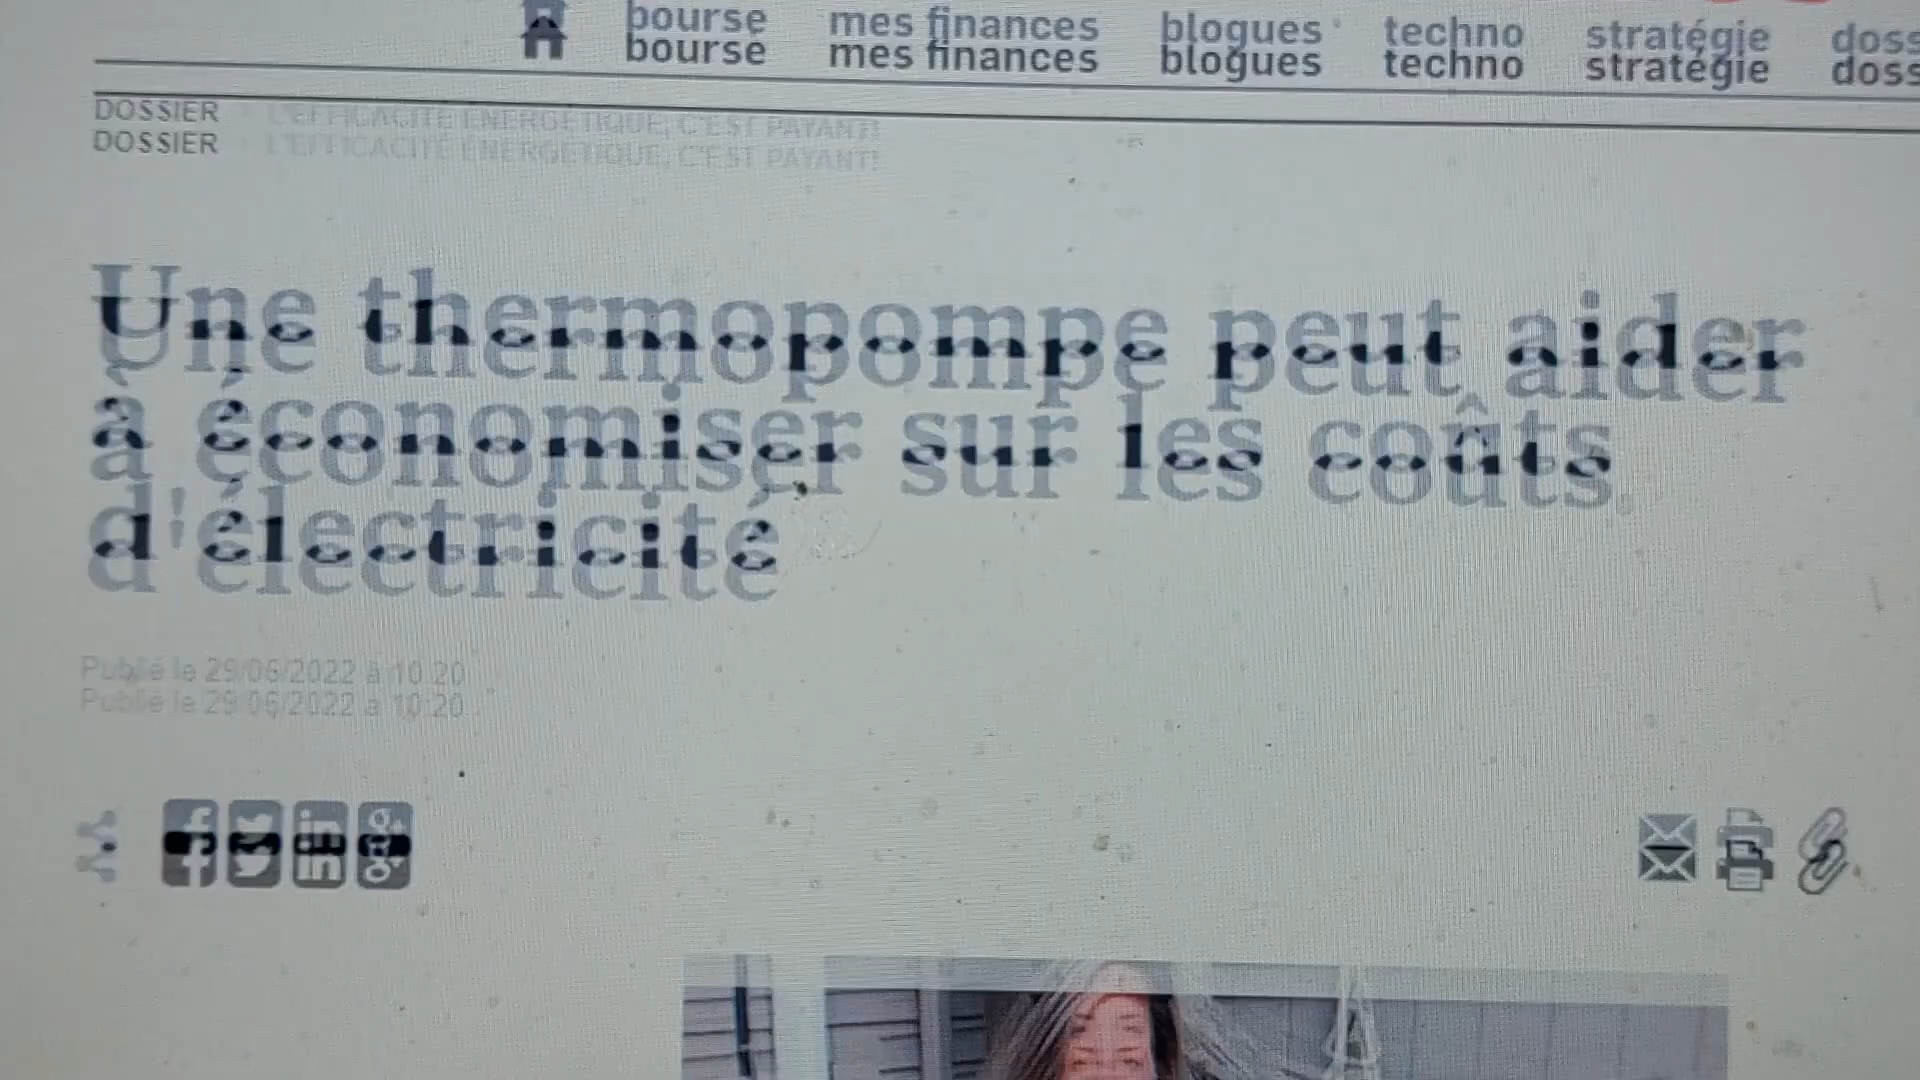 bourse mes finances blogues techno stratégie doss
DOSSIER L'EFFICACITÉ ÉNERGÉTIQUE, C'EST PAYANT!
Une thermopompe peut aider
à économiser sur les coûts
d'électricité
Publié le 29/06/2022 à 10:20